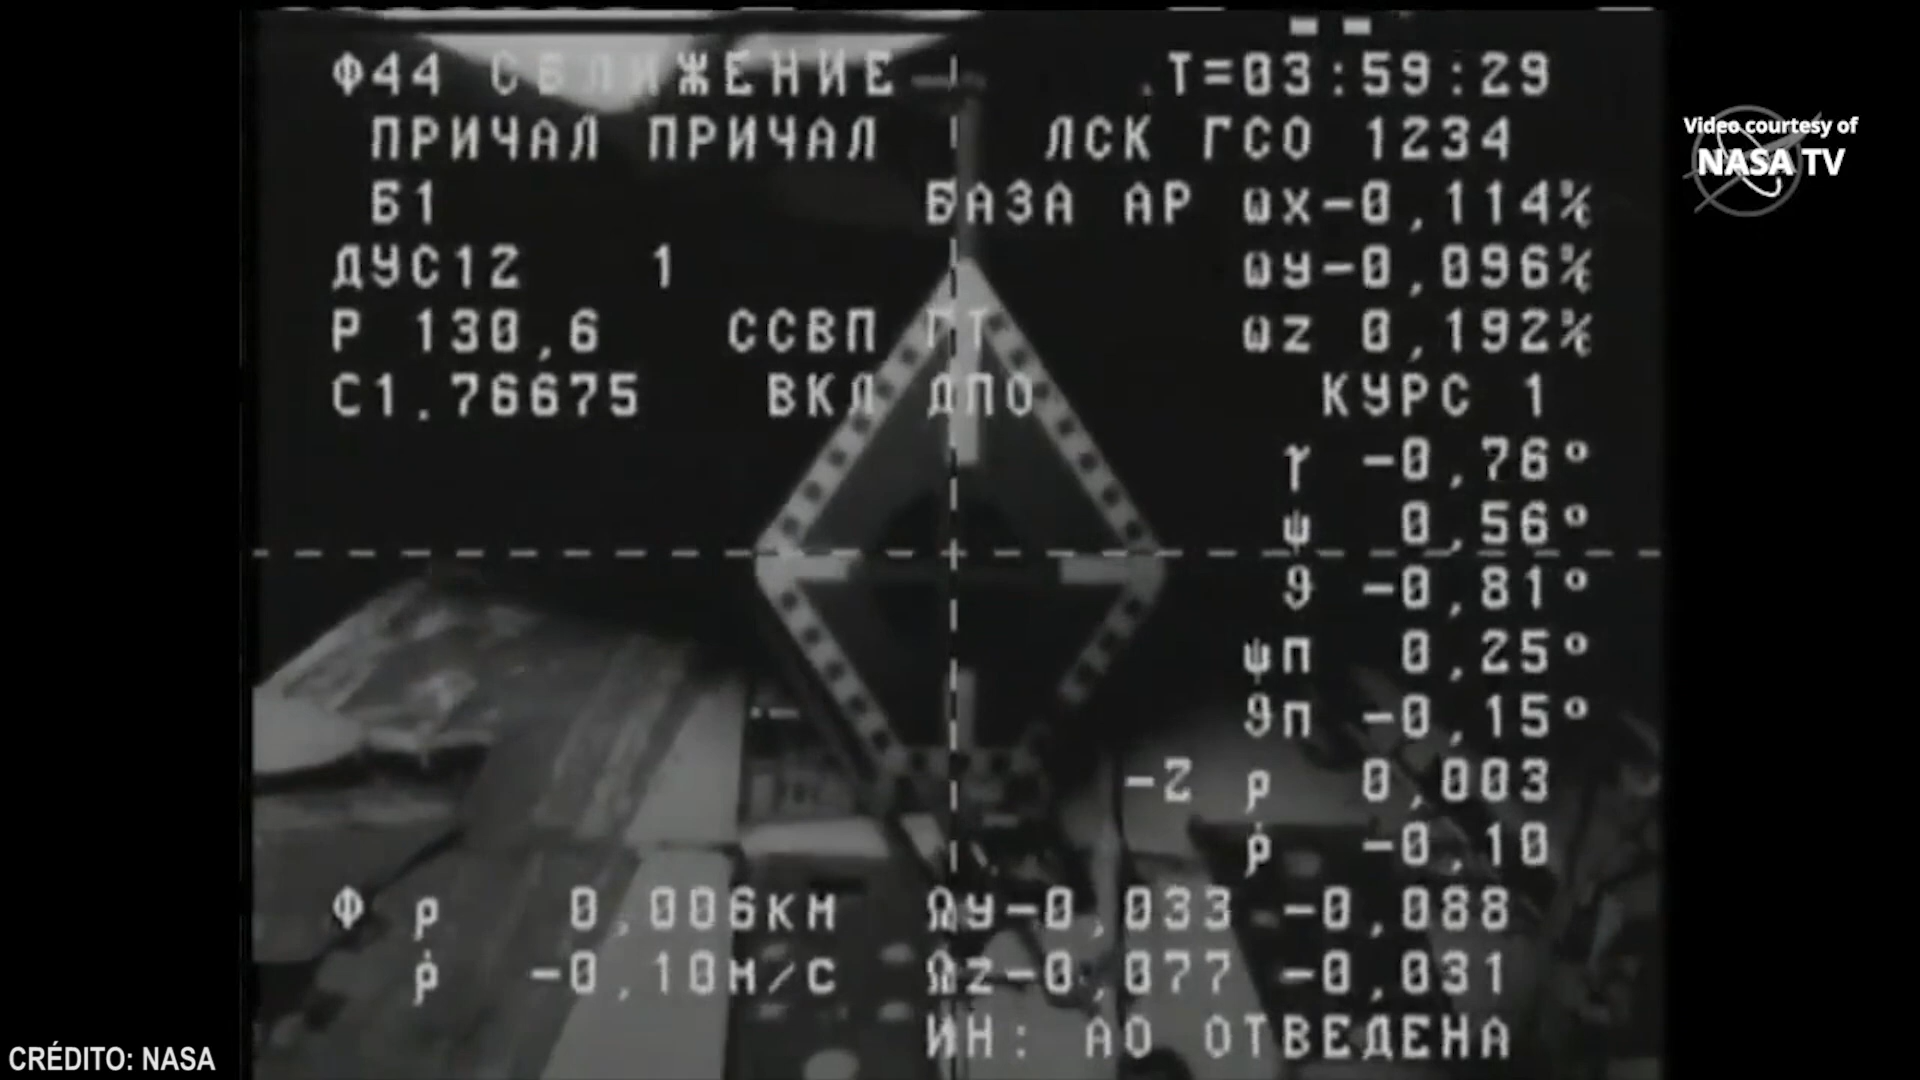 Ф44 СБЛИЖЕНИЕ T=03:59:29
ПРИЧАЛ ПРИЧАЛ ЛСК ГСО 1234
Б1 БАЗА АР ωx-0,114%
ДУС12 1 ωy-0,096%
Р 130,6 ССВП ГТ ωz 0,192%
С1.76675 ВКЛ ДПО КУРС 1
γ -0,76°
ψ 0,56°
ϑ -0,81°
ψп 0,25°
ϑп -0,15°
-Z ρ 0,003
ρ̇ -0,10
Ф ρ 0,006км Ωy-0,033 -0,088
ρ̇ -0,10м/с Ωz-0,077 -0,031
ИН: АО ОТВЕДЕНА
Video courtesy of
NASA TV
CRÉDITO: NASA